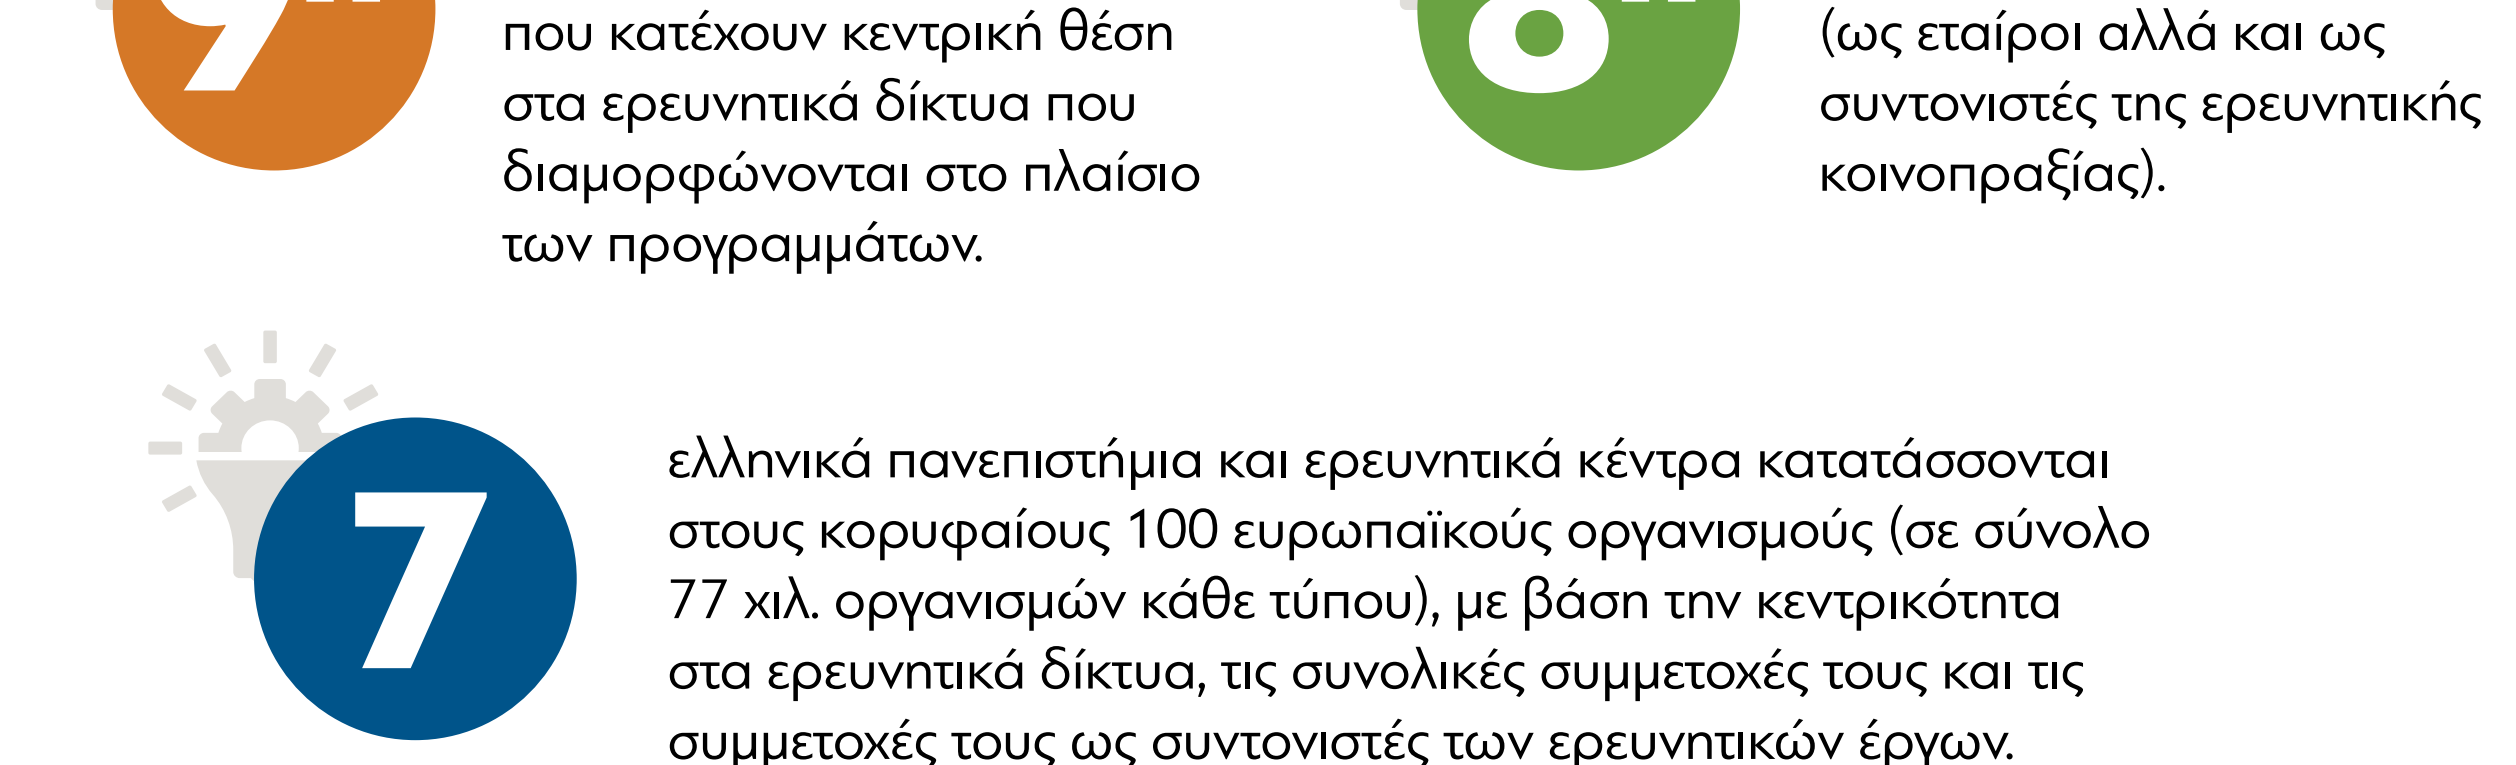 9η
που κατέχουν κεντρική θέση
στα ερευνητικά δίκτυα που
διαμορφώνονται στο πλαίσιο
των προγραμμάτων.
8η
(ως εταίροι αλλά και ως
συνονιστές της ερευνητικής
κοινοπραξίας).
7
ελληνικά πανεπιστήμια και ερευνητικά κέντρα κατατάσσονται
στους κορυφαίους 100 ευρωπαϊκούς οργανισμούς (σε σύνολο
77 χιλ. οργανισμών κάθε τύπου), με βάση την κεντρικότητα
στα ερευνητικά δίκτυα, τις συνολικές συμμετοχές τους και τις
συμμετοχές τους ως συντονιστές των ερευνητικών έργων.